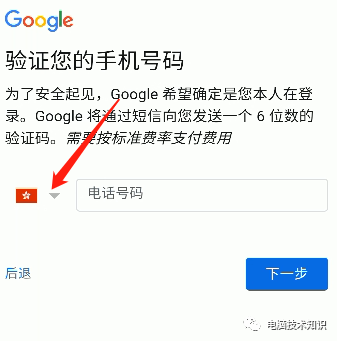 Google
验证您的手机号码
为了安全起见，Google 希望确定是您本人在登
录。Google 将通过短信向您发送一个 6 位数的
验证码。需要按标准费率支付费用
电话号码
后退
下一步
电脑技术知识